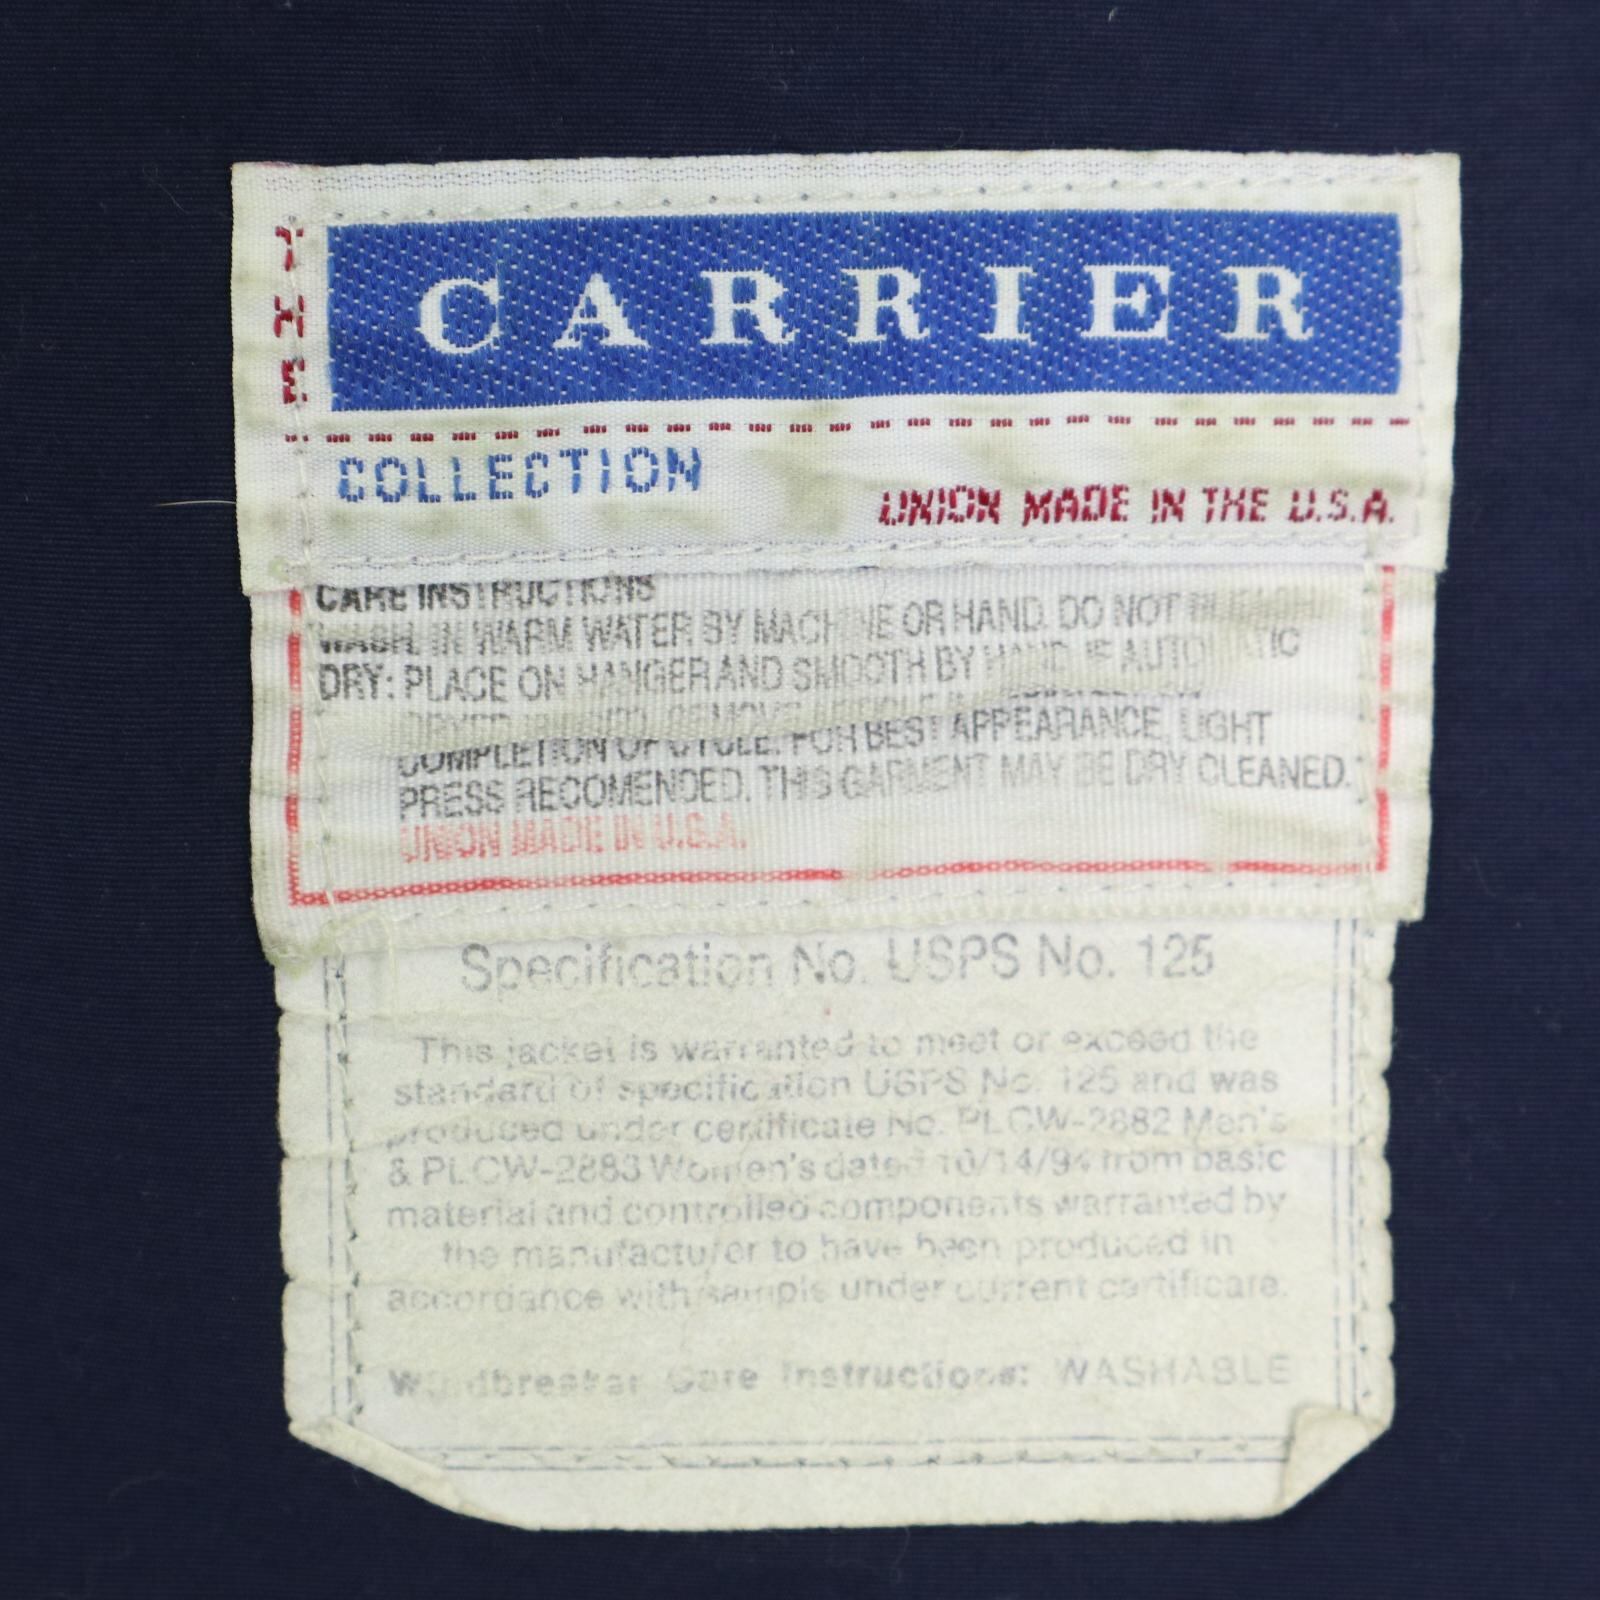 THE
CARRIER
COLLECTION
UNION MADE IN THE U.S.A.
CARE INSTRUCTIONS
WASH IN WARM WATER BY MACHINE OR HAND. DO NOT BLEACH
DRY: PLACE ON HANGER AND SMOOTH BY HAND. IF AUTOMATIC
REMOVE ARTICLE
COMPLETION OF CYCLE. FOR BEST APPEARANCE, LIGHT
PRESS RECOMENDED. THIS GARMENT MAY BE DRY CLEANED.
UNION MADE IN U.S.A.
Specification No. USPS No. 125
This jacket is warranted to meet or exceed the
standard of specification USPS No. 125 and was
produced under certificate No. PLCW-2882 Men's
& PLCW-2883 Women's dated 10/14/94 from basic
material and controlled components warranted by
the manufacturer to have been produced in
accordance with sample under current certificate.
Windbreaker Care Instructions: WASHABLE